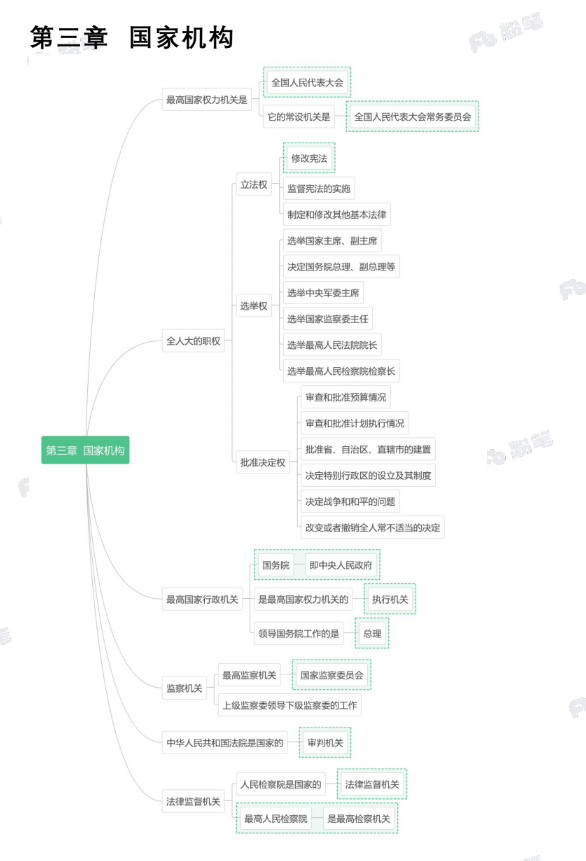 第三章 国家机构
粉笔
最高国家权力机关是
全国人民代表大会
它的常设机关是
全国人民代表大会常务委员会
全人大的职权
立法权
修改宪法
监督宪法的实施
制定和修改其他基本法律
选举权
选举国家主席、副主席
决定国务院总理、副总理等
选举中央军委主席
选举国家监察委主任
选举最高人民法院院长
选举最高人民检察院检察长
批准决定权
审查和批准预算情况
审查和批准计划执行情况
批准省、自治区、直辖市的建置
决定特别行政区的设立及其制度
决定战争和和平的问题
改变或者撤销全人常不适当的决定
第三章 国家机构
粉笔
最高国家行政机关
国务院
即中央人民政府
是最高国家权力机关的
执行机关
领导国务院工作的是
总理
监察机关
最高监察机关
国家监察委员会
上级监察委领导下级监察委的工作
中华人民共和国法院是国家的
审判机关
法律监督机关
人民检察院是国家的
法律监督机关
最高人民检察院
是最高检察机关